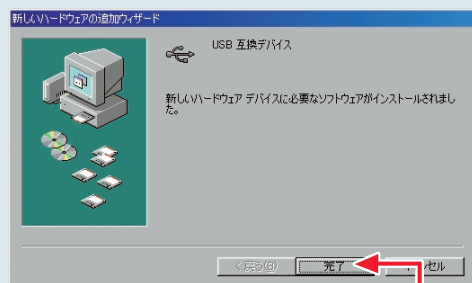 新しいハードウェアの追加ウィザード
USB 互換デバイス
新しいハードウェア デバイスに必要なソフトウェアがインストールされまし
た。
< 戻る(B)
完了